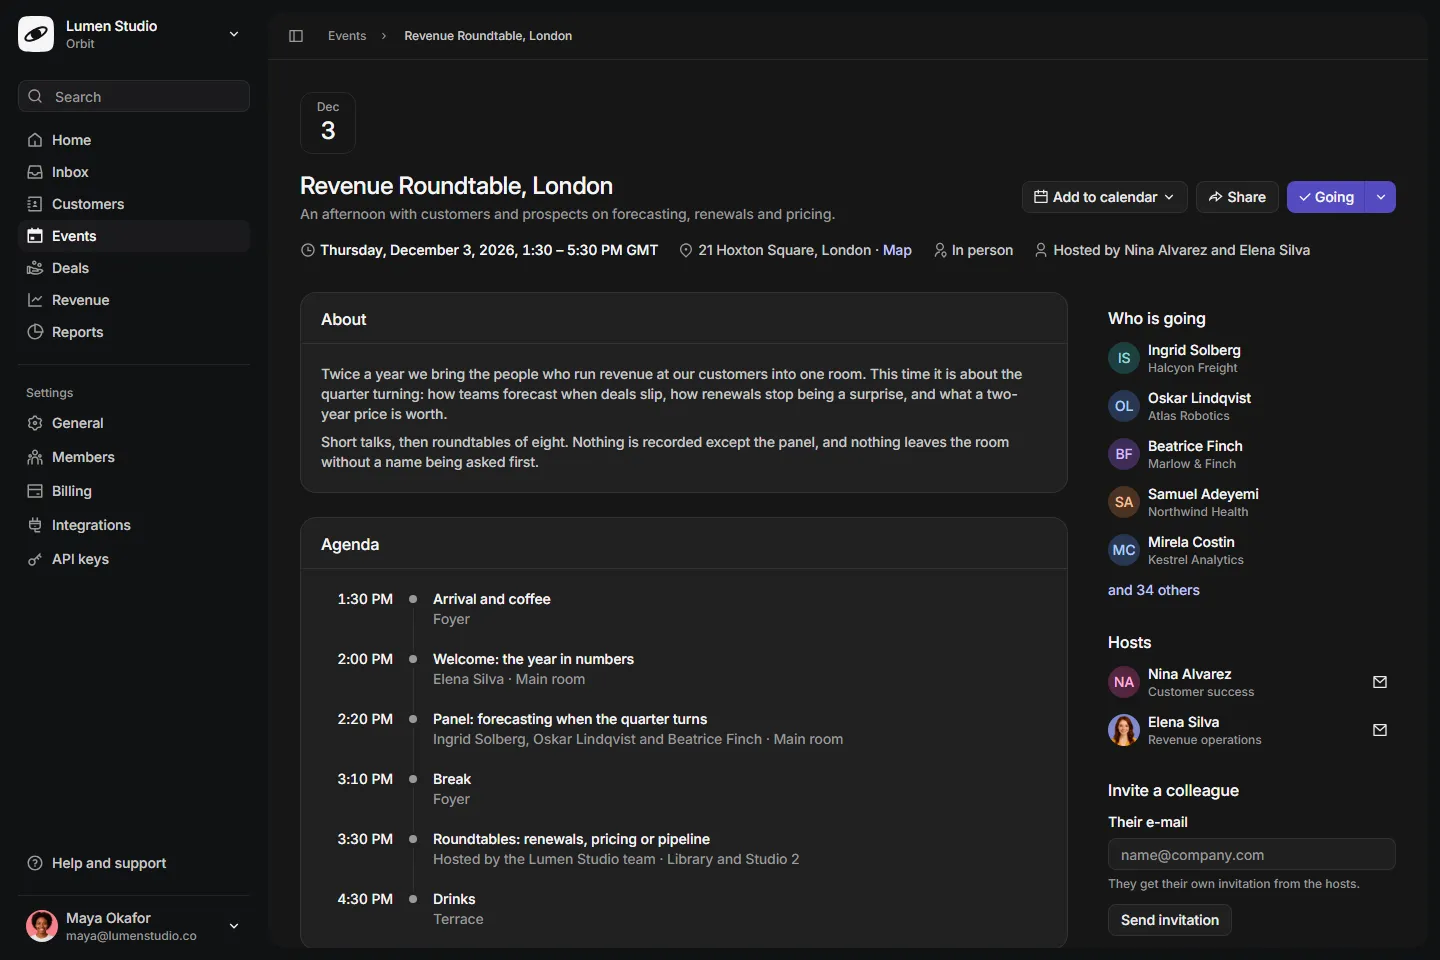 Lumen Studio
Orbit
Search
Home
Inbox
Customers
Events
Deals
Revenue
Reports
Settings
General
Members
Billing
Integrations
API keys
Help and support
Maya Okafor
maya@lumenstudio.co
Events > Revenue Roundtable, London
Dec
3
Revenue Roundtable, London
An afternoon with customers and prospects on forecasting, renewals and pricing.
Add to calendar
Share
Going
Thursday, December 3, 2026, 1:30 – 5:30 PM GMT
21 Hoxton Square, London · Map
In person
Hosted by Nina Alvarez and Elena Silva
About
Twice a year we bring the people who run revenue at our customers into one room. This time it is about the
quarter turning: how teams forecast when deals slip, how renewals stop being a surprise, and what a two-
year price is worth.
Short talks, then roundtables of eight. Nothing is recorded except the panel, and nothing leaves the room
without a name being asked first.
Agenda
1:30 PM Arrival and coffee
Foyer
2:00 PM Welcome: the year in numbers
Elena Silva · Main room
2:20 PM Panel: forecasting when the quarter turns
Ingrid Solberg, Oskar Lindqvist and Beatrice Finch · Main room
3:10 PM Break
Foyer
3:30 PM Roundtables: renewals, pricing or pipeline
Hosted by the Lumen Studio team · Library and Studio 2
4:30 PM Drinks
Terrace
Who is going
IS
Ingrid Solberg
Halcyon Freight
OL
Oskar Lindqvist
Atlas Robotics
BF
Beatrice Finch
Marlow & Finch
SA
Samuel Adeyemi
Northwind Health
MC
Mirela Costin
Kestrel Analytics
and 34 others
Hosts
NA
Nina Alvarez
Customer success
Elena Silva
Revenue operations
Invite a colleague
Their e-mail
name@company.com
They get their own invitation from the hosts.
Send invitation